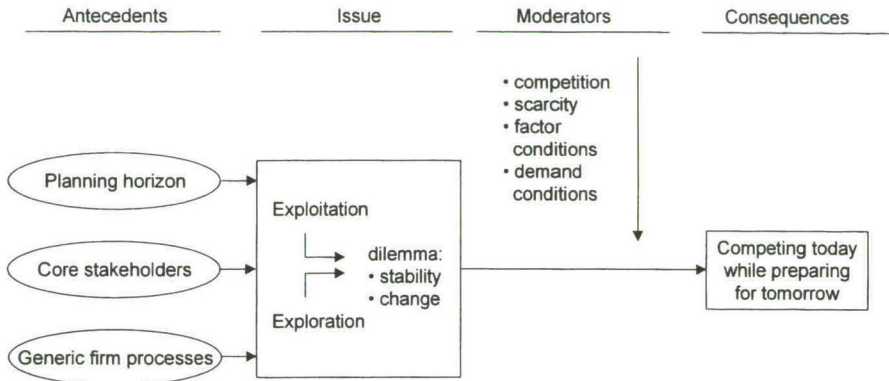 Antecedents
Issue
Moderators
Consequences
• competition
• scarcity
• factor
conditions
• demand
conditions
Planning horizon
Core stakeholders
Generic firm processes
Exploitation
dilemma:
• stability
• change
Exploration
Competing today
while preparing
for tomorrow